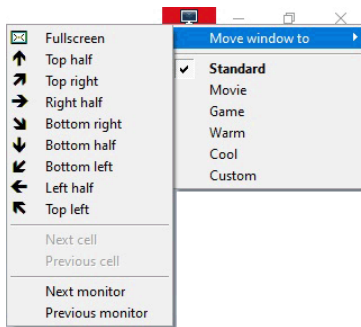 Move window to
Standard
Movie
Game
Warm
Cool
Custom
Fullscreen
Top half
Top right
Right half
Bottom right
Bottom half
Bottom left
Left half
Top left
Next cell
Previous cell
Next monitor
Previous monitor